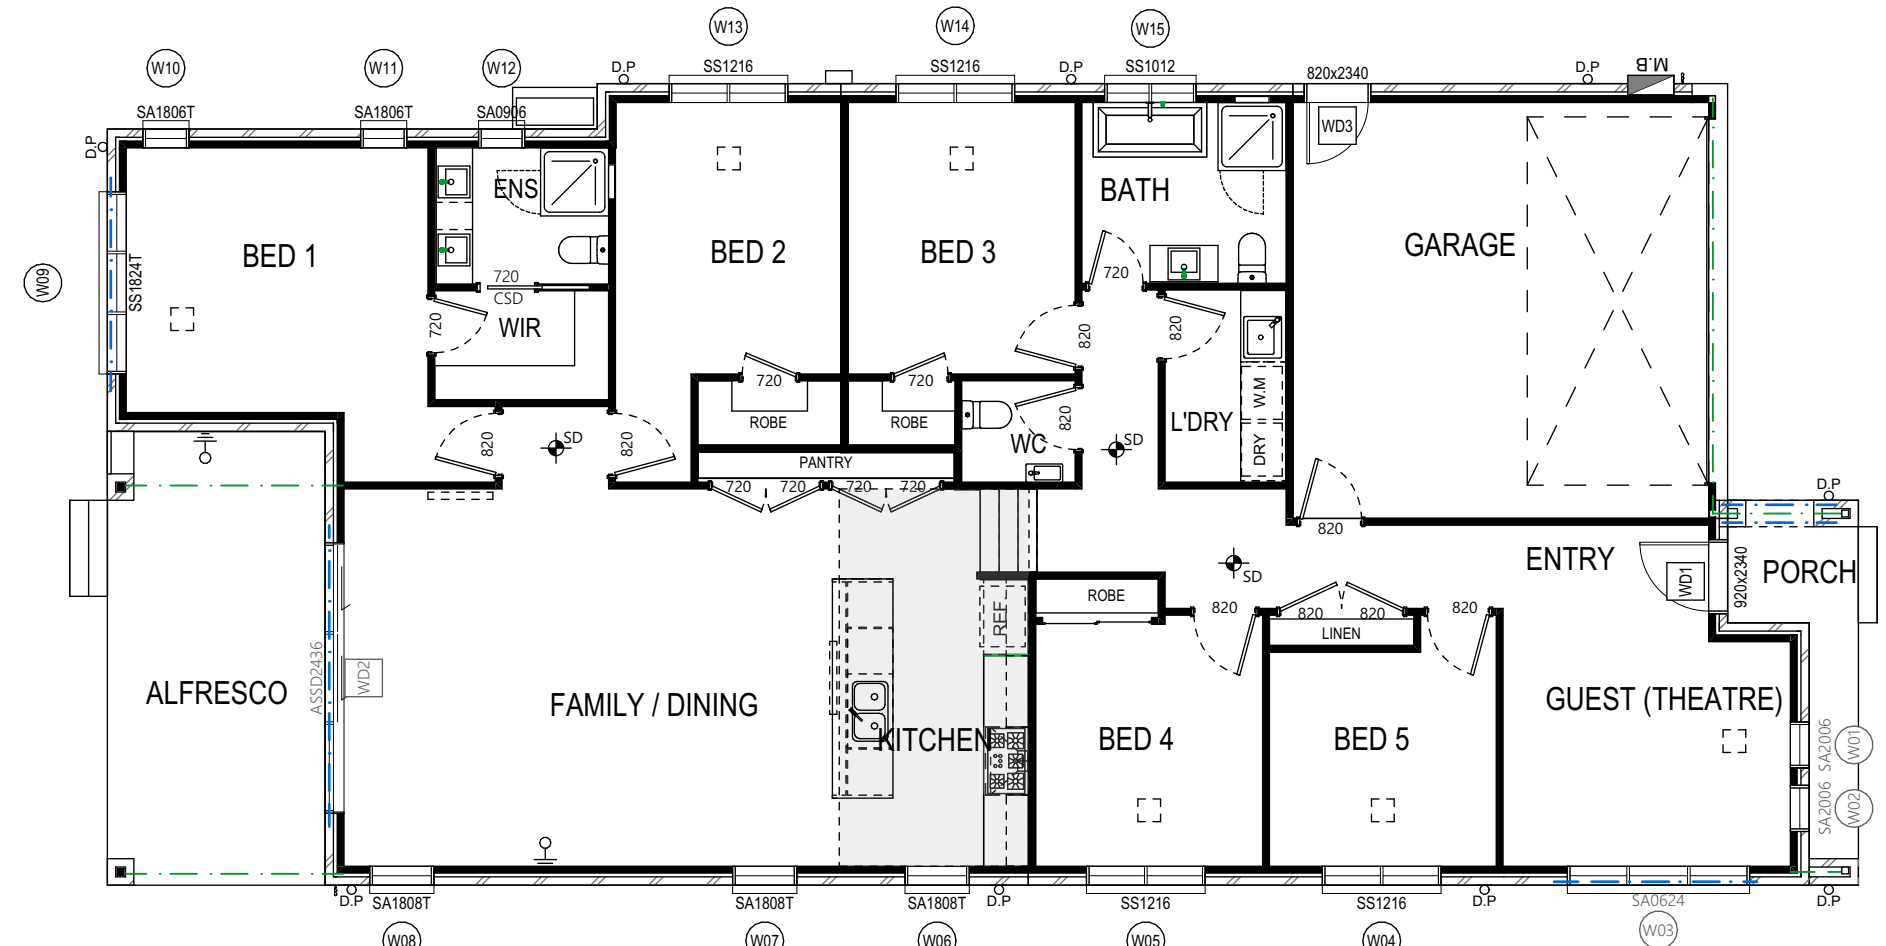 W13
W14
W15
W10
W11
W12
D.P
SS1216
SS1216
D.P
SS1012
820x2340
D.P
M.B
SA1806T
SA1806T
SA0906
D.P
WD3
ENS
BATH
BED 1
BED 2
BED 3
GARAGE
W09
SS1824T
720
CSD
720
WIR
720
820
820
720
720
ROBE
ROBE
820
W.M
L'DRY
DRY
WC
820
SD
820
820
SD
PANTRY
720
720
720
720
D.P
820
ENTRY
SD
WD1
920x2340
PORCH
REF
ROBE
820
820
820
820
LINEN
ASSD2436
WD2
ALFRESCO
FAMILY / DINING
KITCHEN
BED 4
BED 5
GUEST (THEATRE)
SA2006
W01
SA2006
W02
D.P
SA1808T
SA1808T
SA1808T
D.P
SS1216
SS1216
D.P
SA0624
D.P
W08
W07
W06
W05
W04
W03